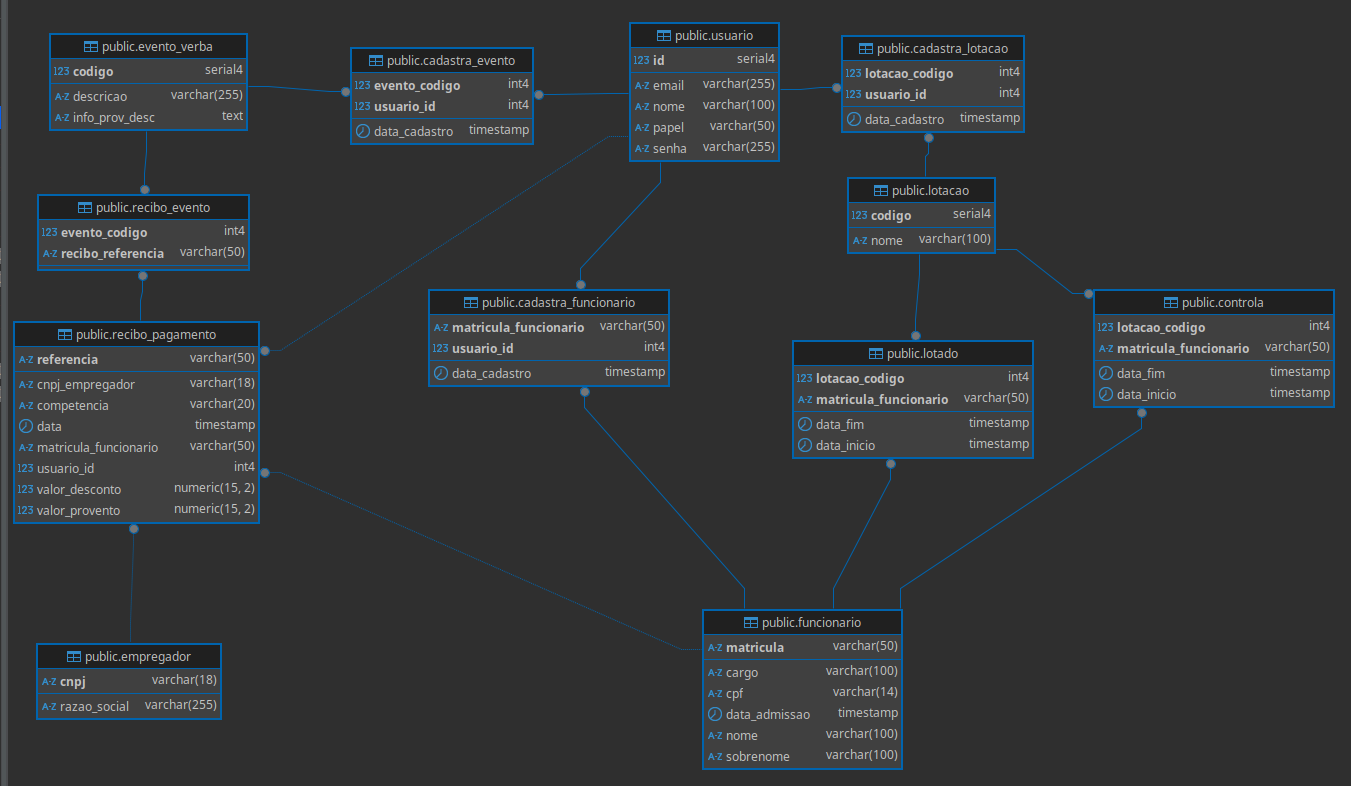 public.evento_verba
123 codigo serial4
A-Z descricao varchar(255)
A-Z info_prov_desc text
public.cadastra_evento
123 evento_codigo int4
123 usuario_id int4
data_cadastro timestamp
public.usuario
123 id serial4
A-Z email varchar(255)
A-Z nome varchar(100)
A-Z papel varchar(50)
A-Z senha varchar(255)
public.cadastra_lotacao
123 lotacao_codigo int4
123 usuario_id int4
data_cadastro timestamp
public.recibo_evento
123 evento_codigo int4
A-Z recibo_referencia varchar(50)
public.lotacao
123 codigo serial4
A-Z nome varchar(100)
public.cadastra_funcionario
A-Z matricula_funcionario varchar(50)
123 usuario_id int4
data_cadastro timestamp
public.controla
123 lotacao_codigo int4
A-Z matricula_funcionario varchar(50)
data_fim timestamp
data_inicio timestamp
public.recibo_pagamento
A-Z referencia varchar(50)
A-Z cnpj_empregador varchar(18)
A-Z competencia varchar(20)
data timestamp
A-Z matricula_funcionario varchar(50)
123 usuario_id int4
123 valor_desconto numeric(15, 2)
123 valor_provento numeric(15, 2)
public.lotado
123 lotacao_codigo int4
A-Z matricula_funcionario varchar(50)
data_fim timestamp
data_inicio timestamp
public.empregador
A-Z cnpj varchar(18)
A-Z razao_social varchar(255)
public.funcionario
A-Z matricula varchar(50)
A-Z cargo varchar(100)
A-Z cpf varchar(14)
data_admissao timestamp
A-Z nome varchar(100)
A-Z sobrenome varchar(100)